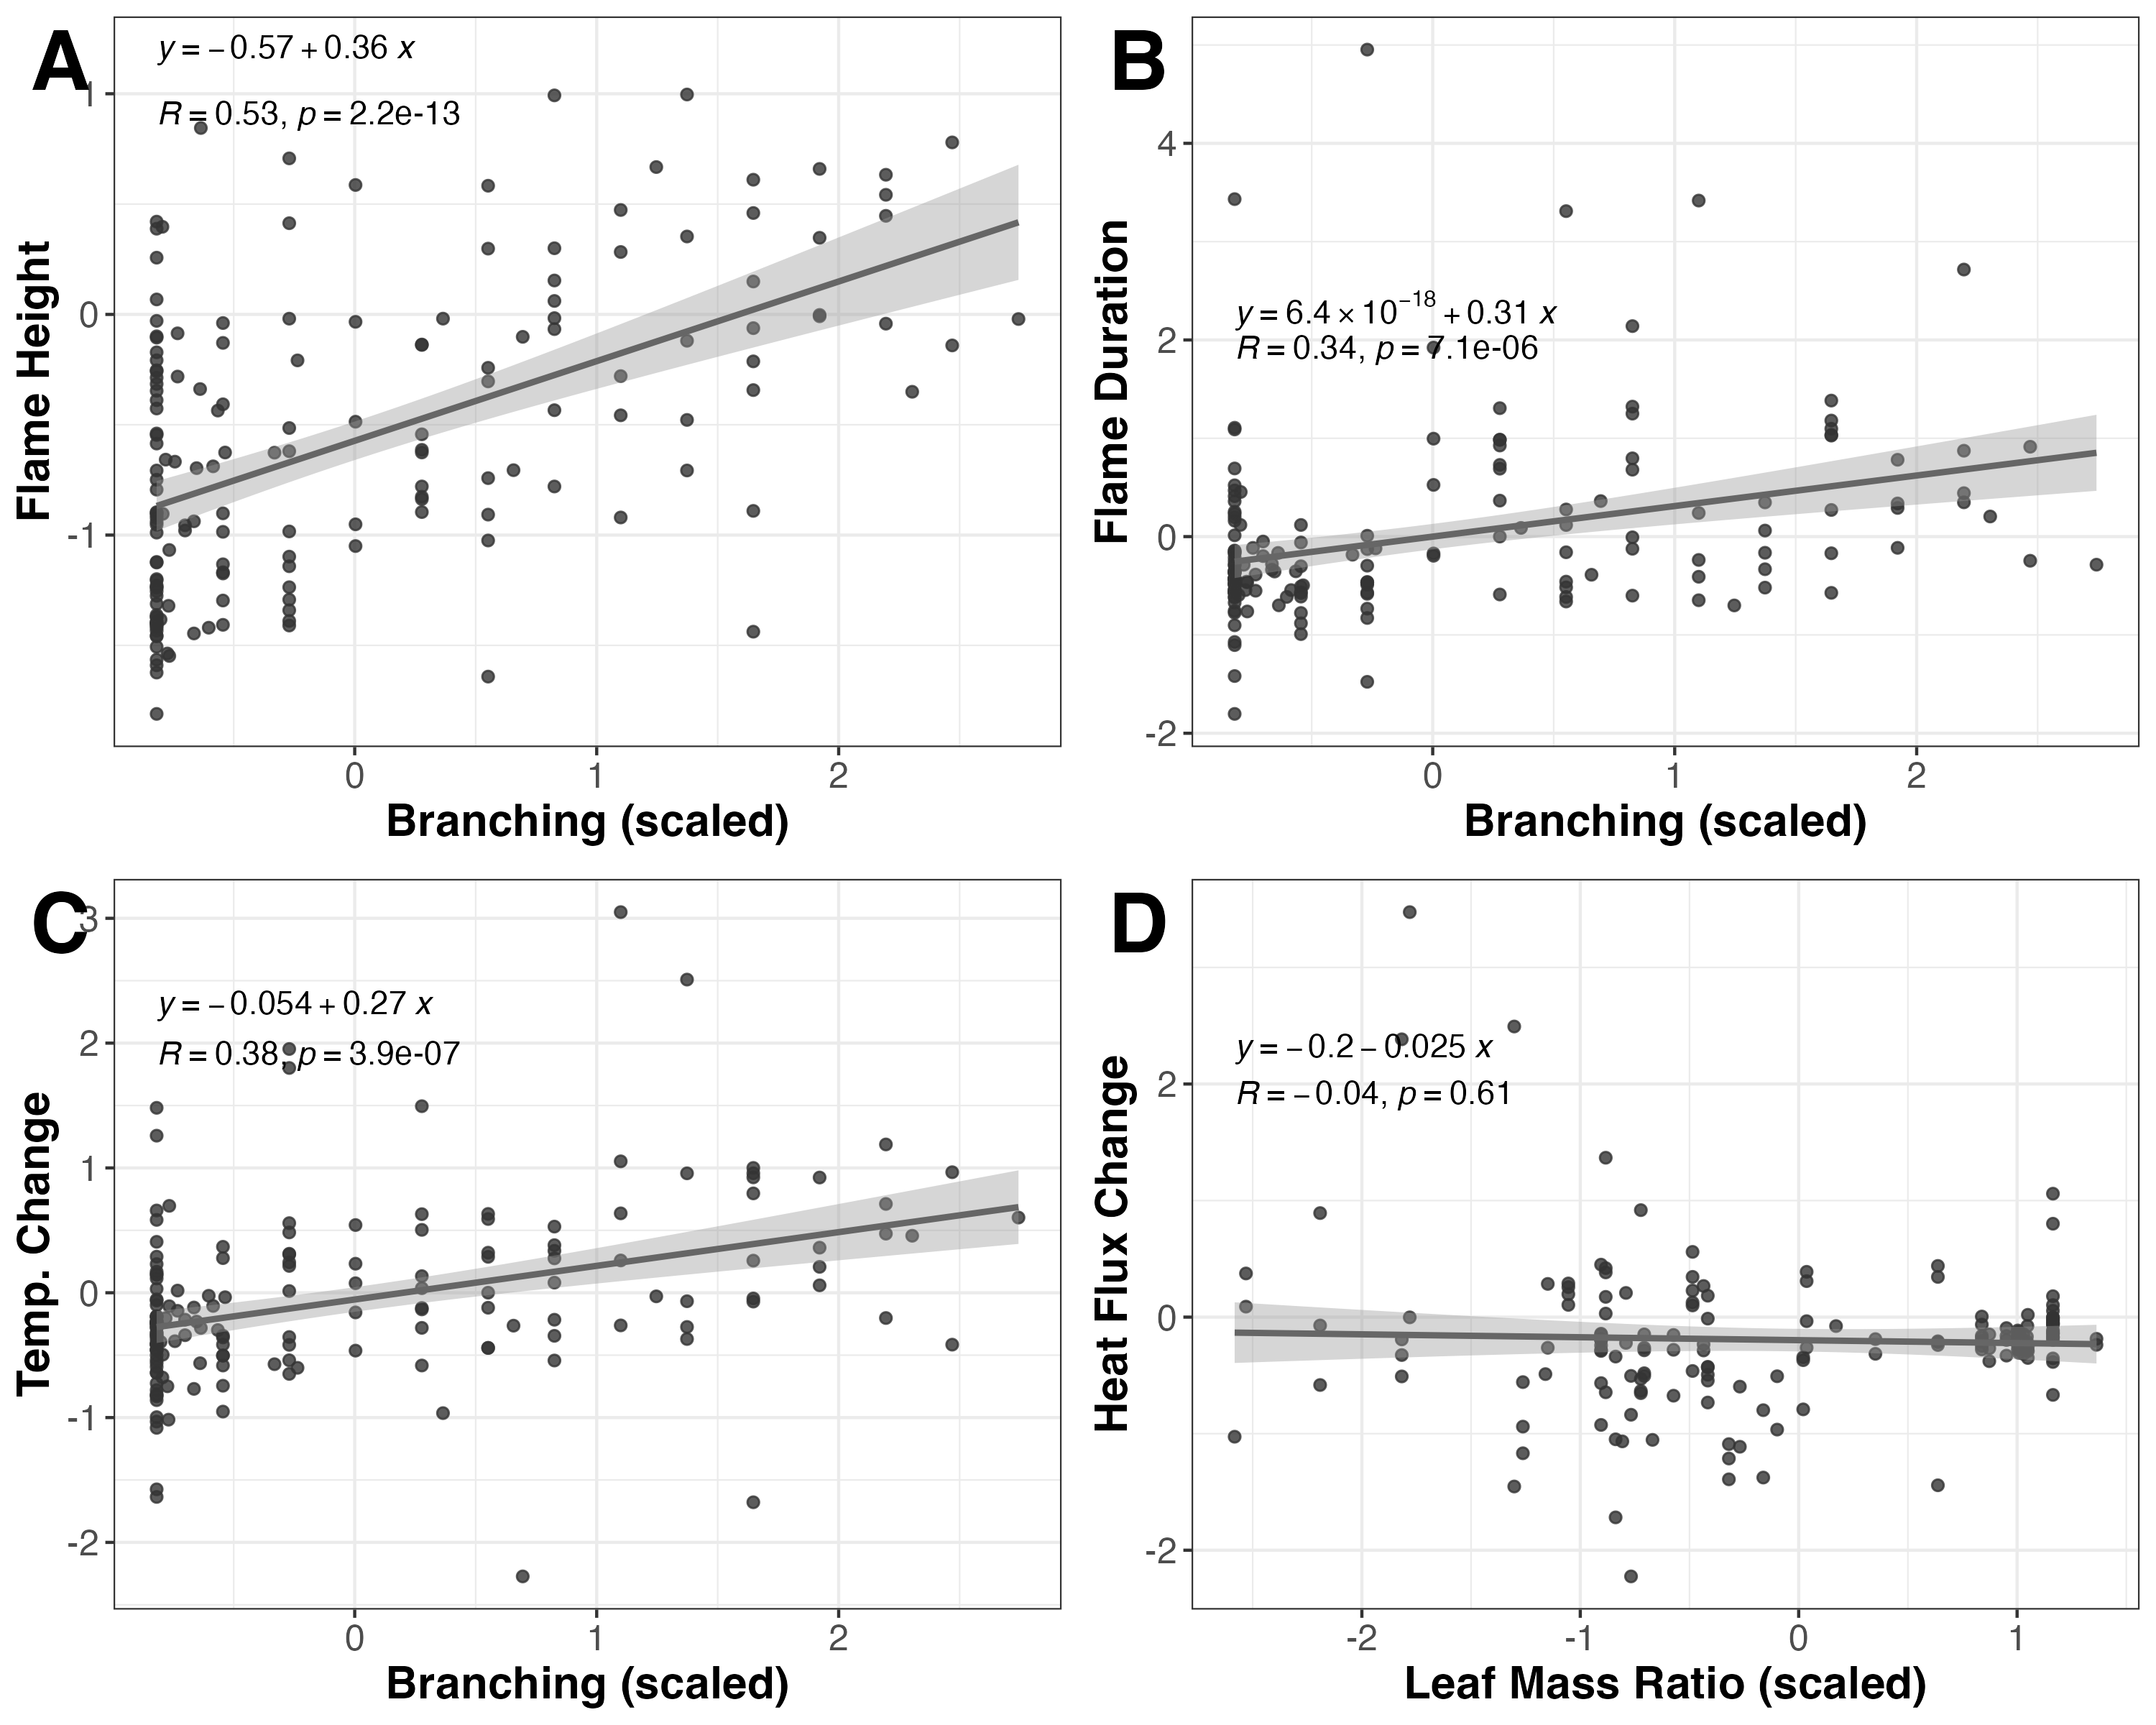 A
y = −0.57 + 0.36 x
R = 0.53, p = 2.2e-13
1
0
-1
Flame Height
0 1 2
Branching (scaled)
B
4
2
0
-2
y = 6.4 × 10⁻¹⁸ + 0.31 x
R = 0.34, p = 7.1e-06
Flame Duration
0 1 2
Branching (scaled)
C
3
2
1
0
-1
-2
y = −0.054 + 0.27 x
R = 0.38, p = 3.9e-07
Temp. Change
0 1 2
Branching (scaled)
D
2
0
-2
y = −0.2 − 0.025 x
R = −0.04, p = 0.61
Heat Flux Change
-2 -1 0 1
Leaf Mass Ratio (scaled)